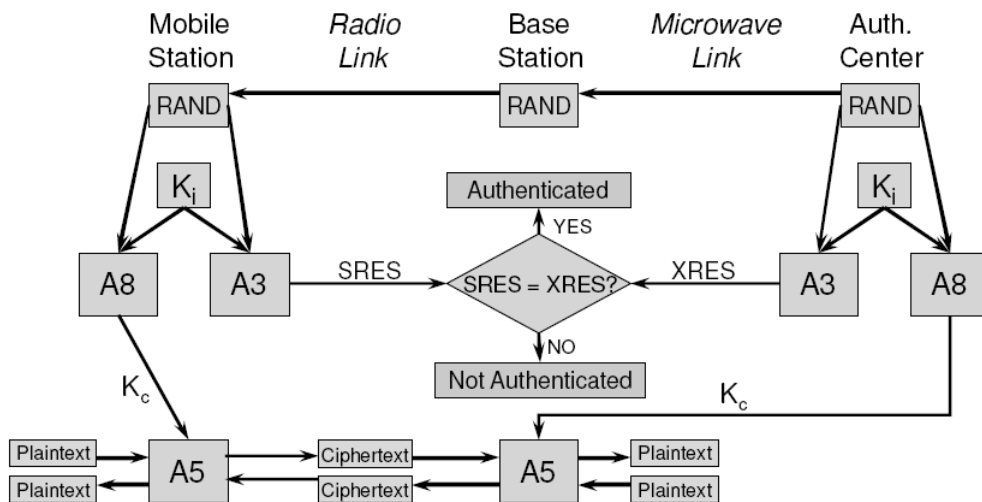 Mobile Station
Radio Link
Base Station
Microwave Link
Auth. Center
RAND
RAND
RAND
Ki
Authenticated
Ki
YES
A8
A3
SRES
SRES = XRES?
XRES
A3
A8
NO
Not Authenticated
Kc
Kc
Plaintext
A5
Ciphertext
A5
Plaintext
Plaintext
Ciphertext
Plaintext